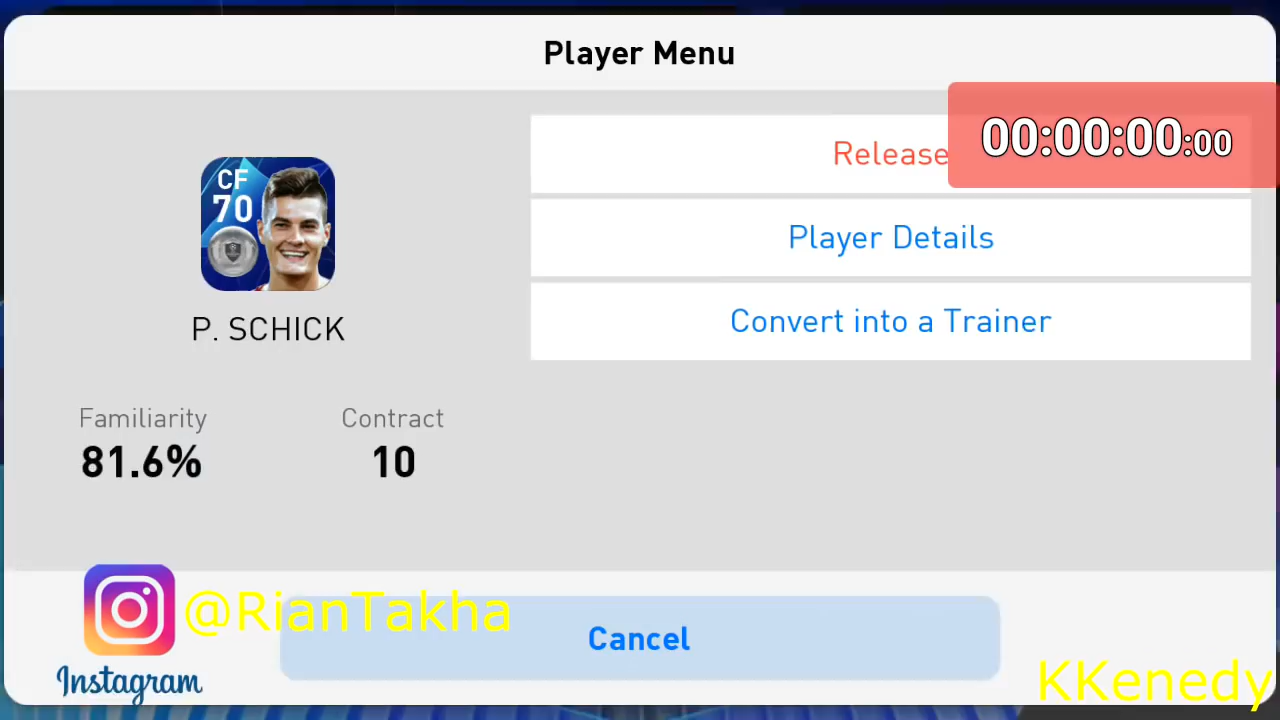 Player Menu
Release
00:00:00:00
CF
70
Player Details
Convert into a Trainer
P. SCHICK
Familiarity
Contract
81.6%
10
@RianTakha
Cancel
Instagram
KKenedy